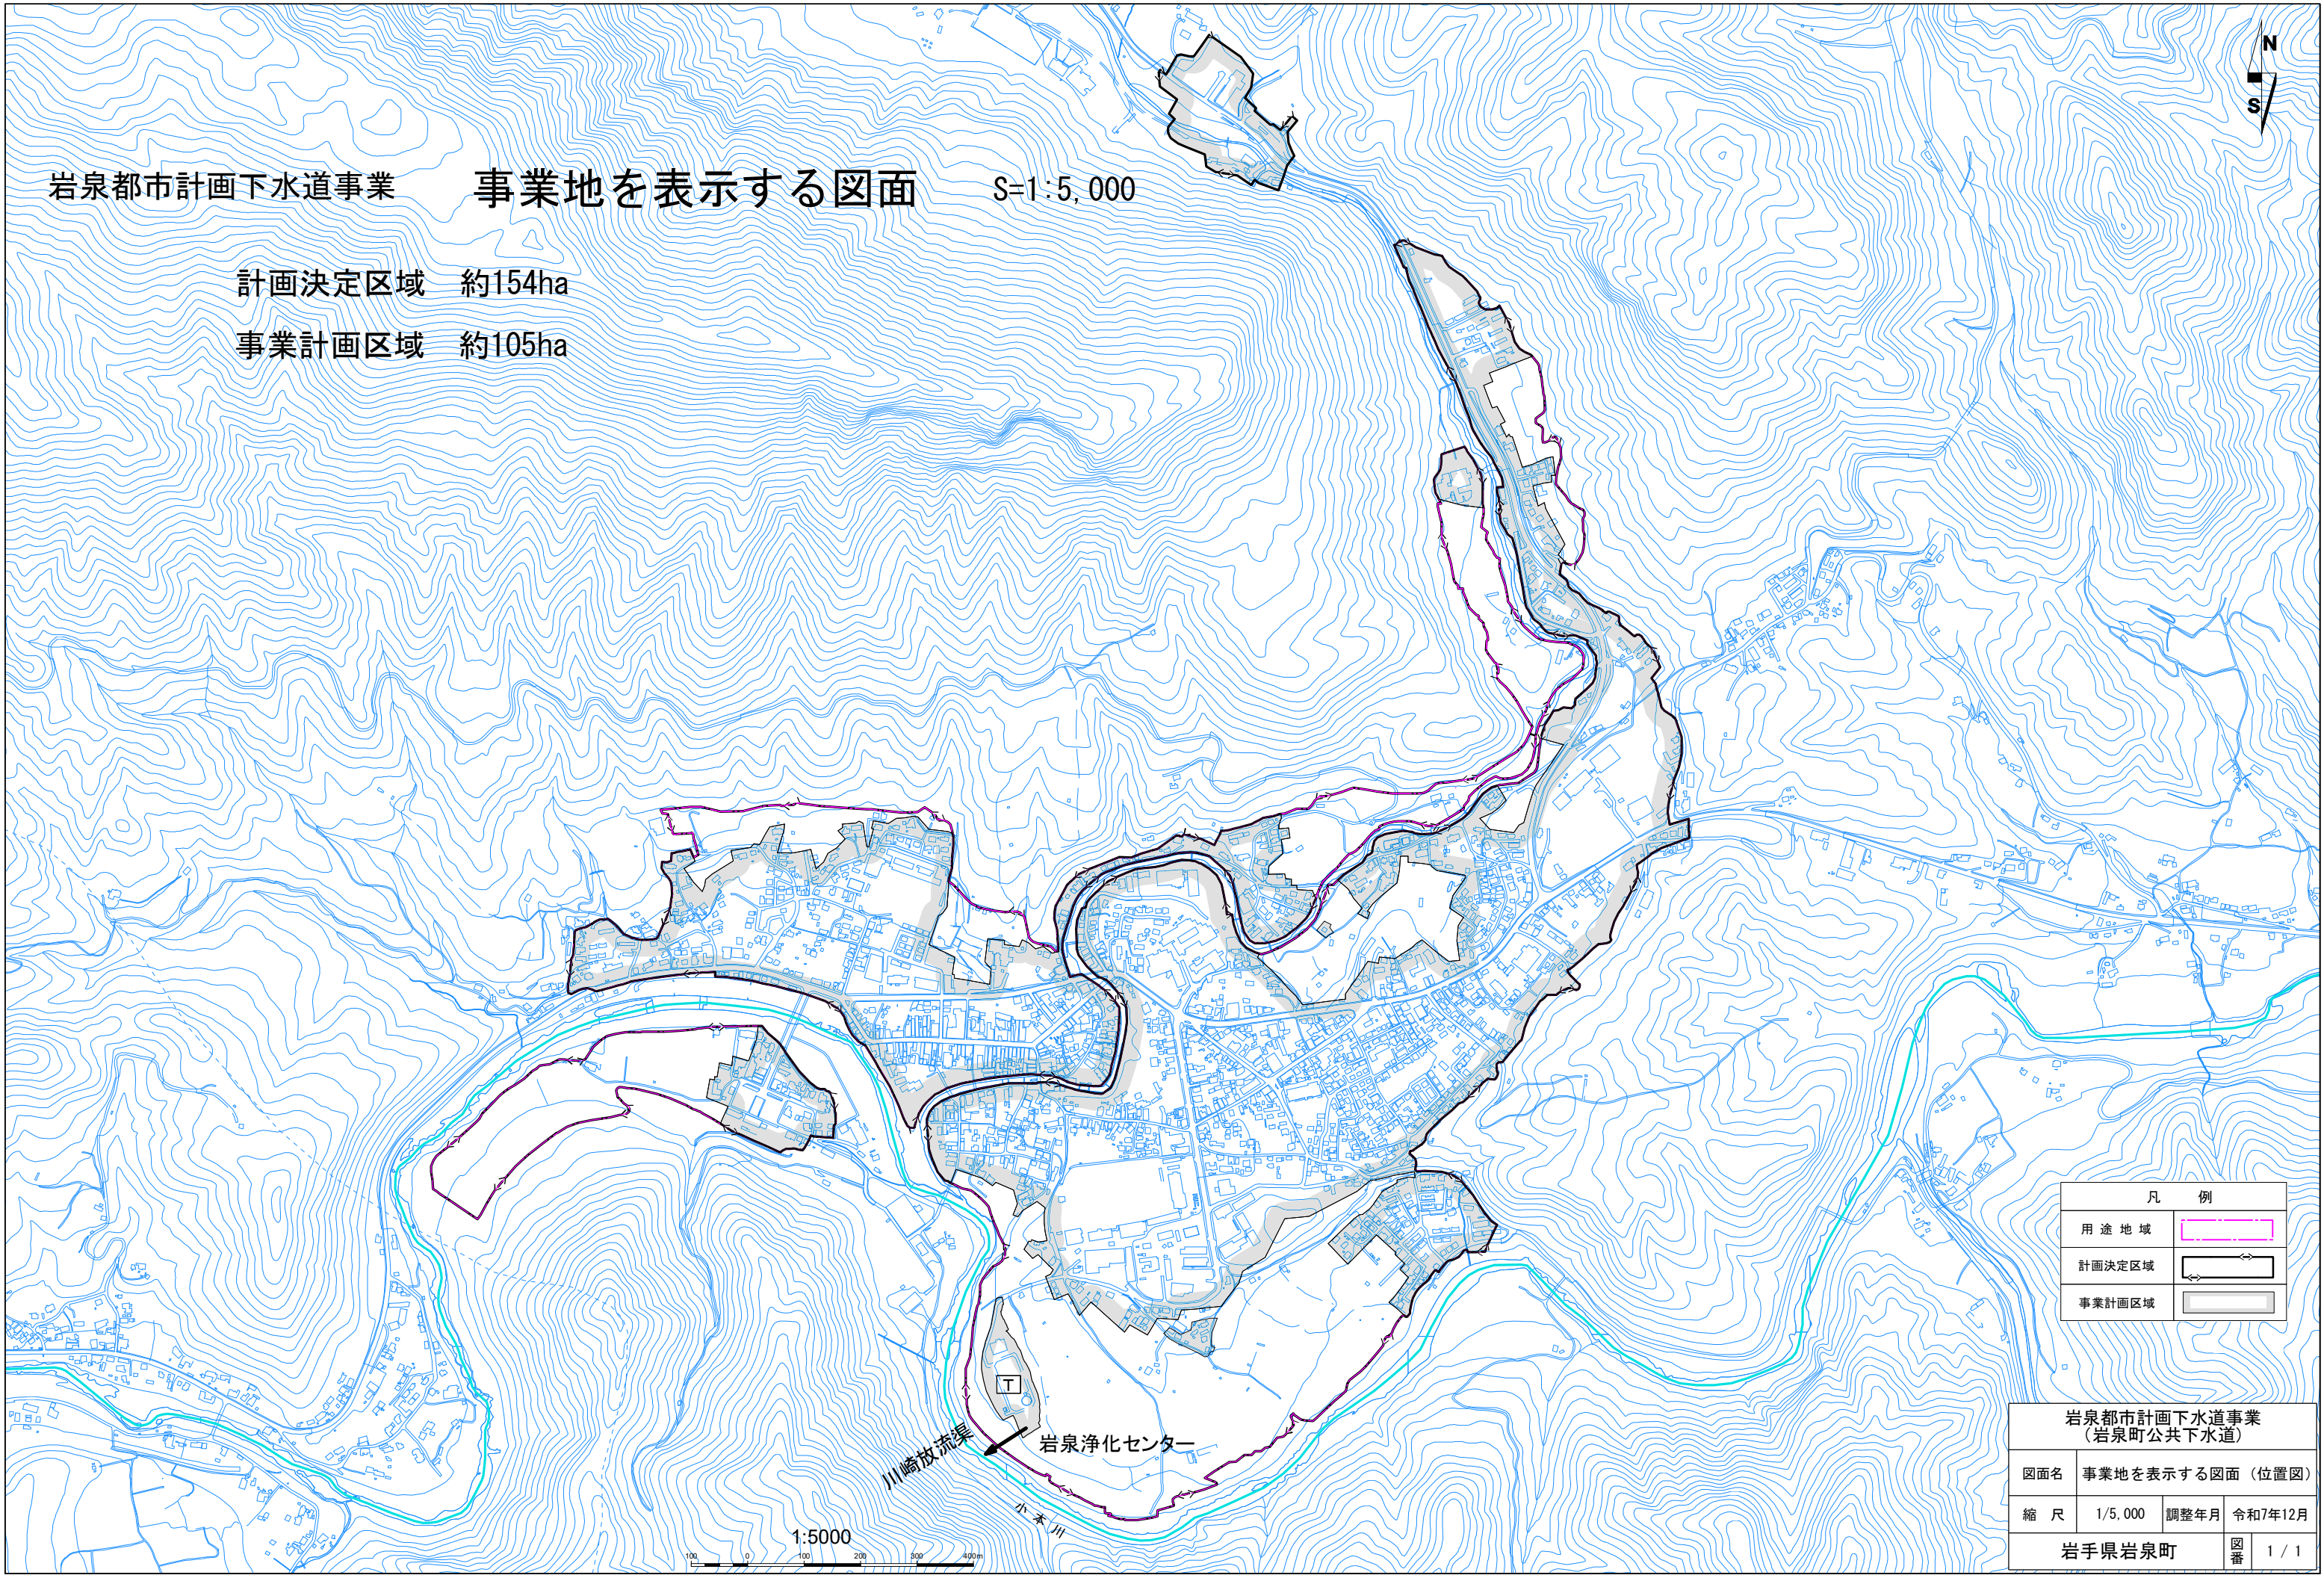 N
S
岩泉都市計画下水道事業 事業地を表示する図面 S=1:5,000
計画決定区域 約154ha
事業計画区域 約105ha
凡 例
用途地域
計画決定区域
事業計画区域
T
岩泉浄化センター
川崎放流渠
小本川
1:5000
100 0 100 200 300 400m
岩泉都市計画下水道事業
(岩泉町公共下水道)
図面名 事業地を表示する図面(位置図)
縮尺 1/5,000 調整年月 令和7年12月
岩手県岩泉町 図番 1 / 1